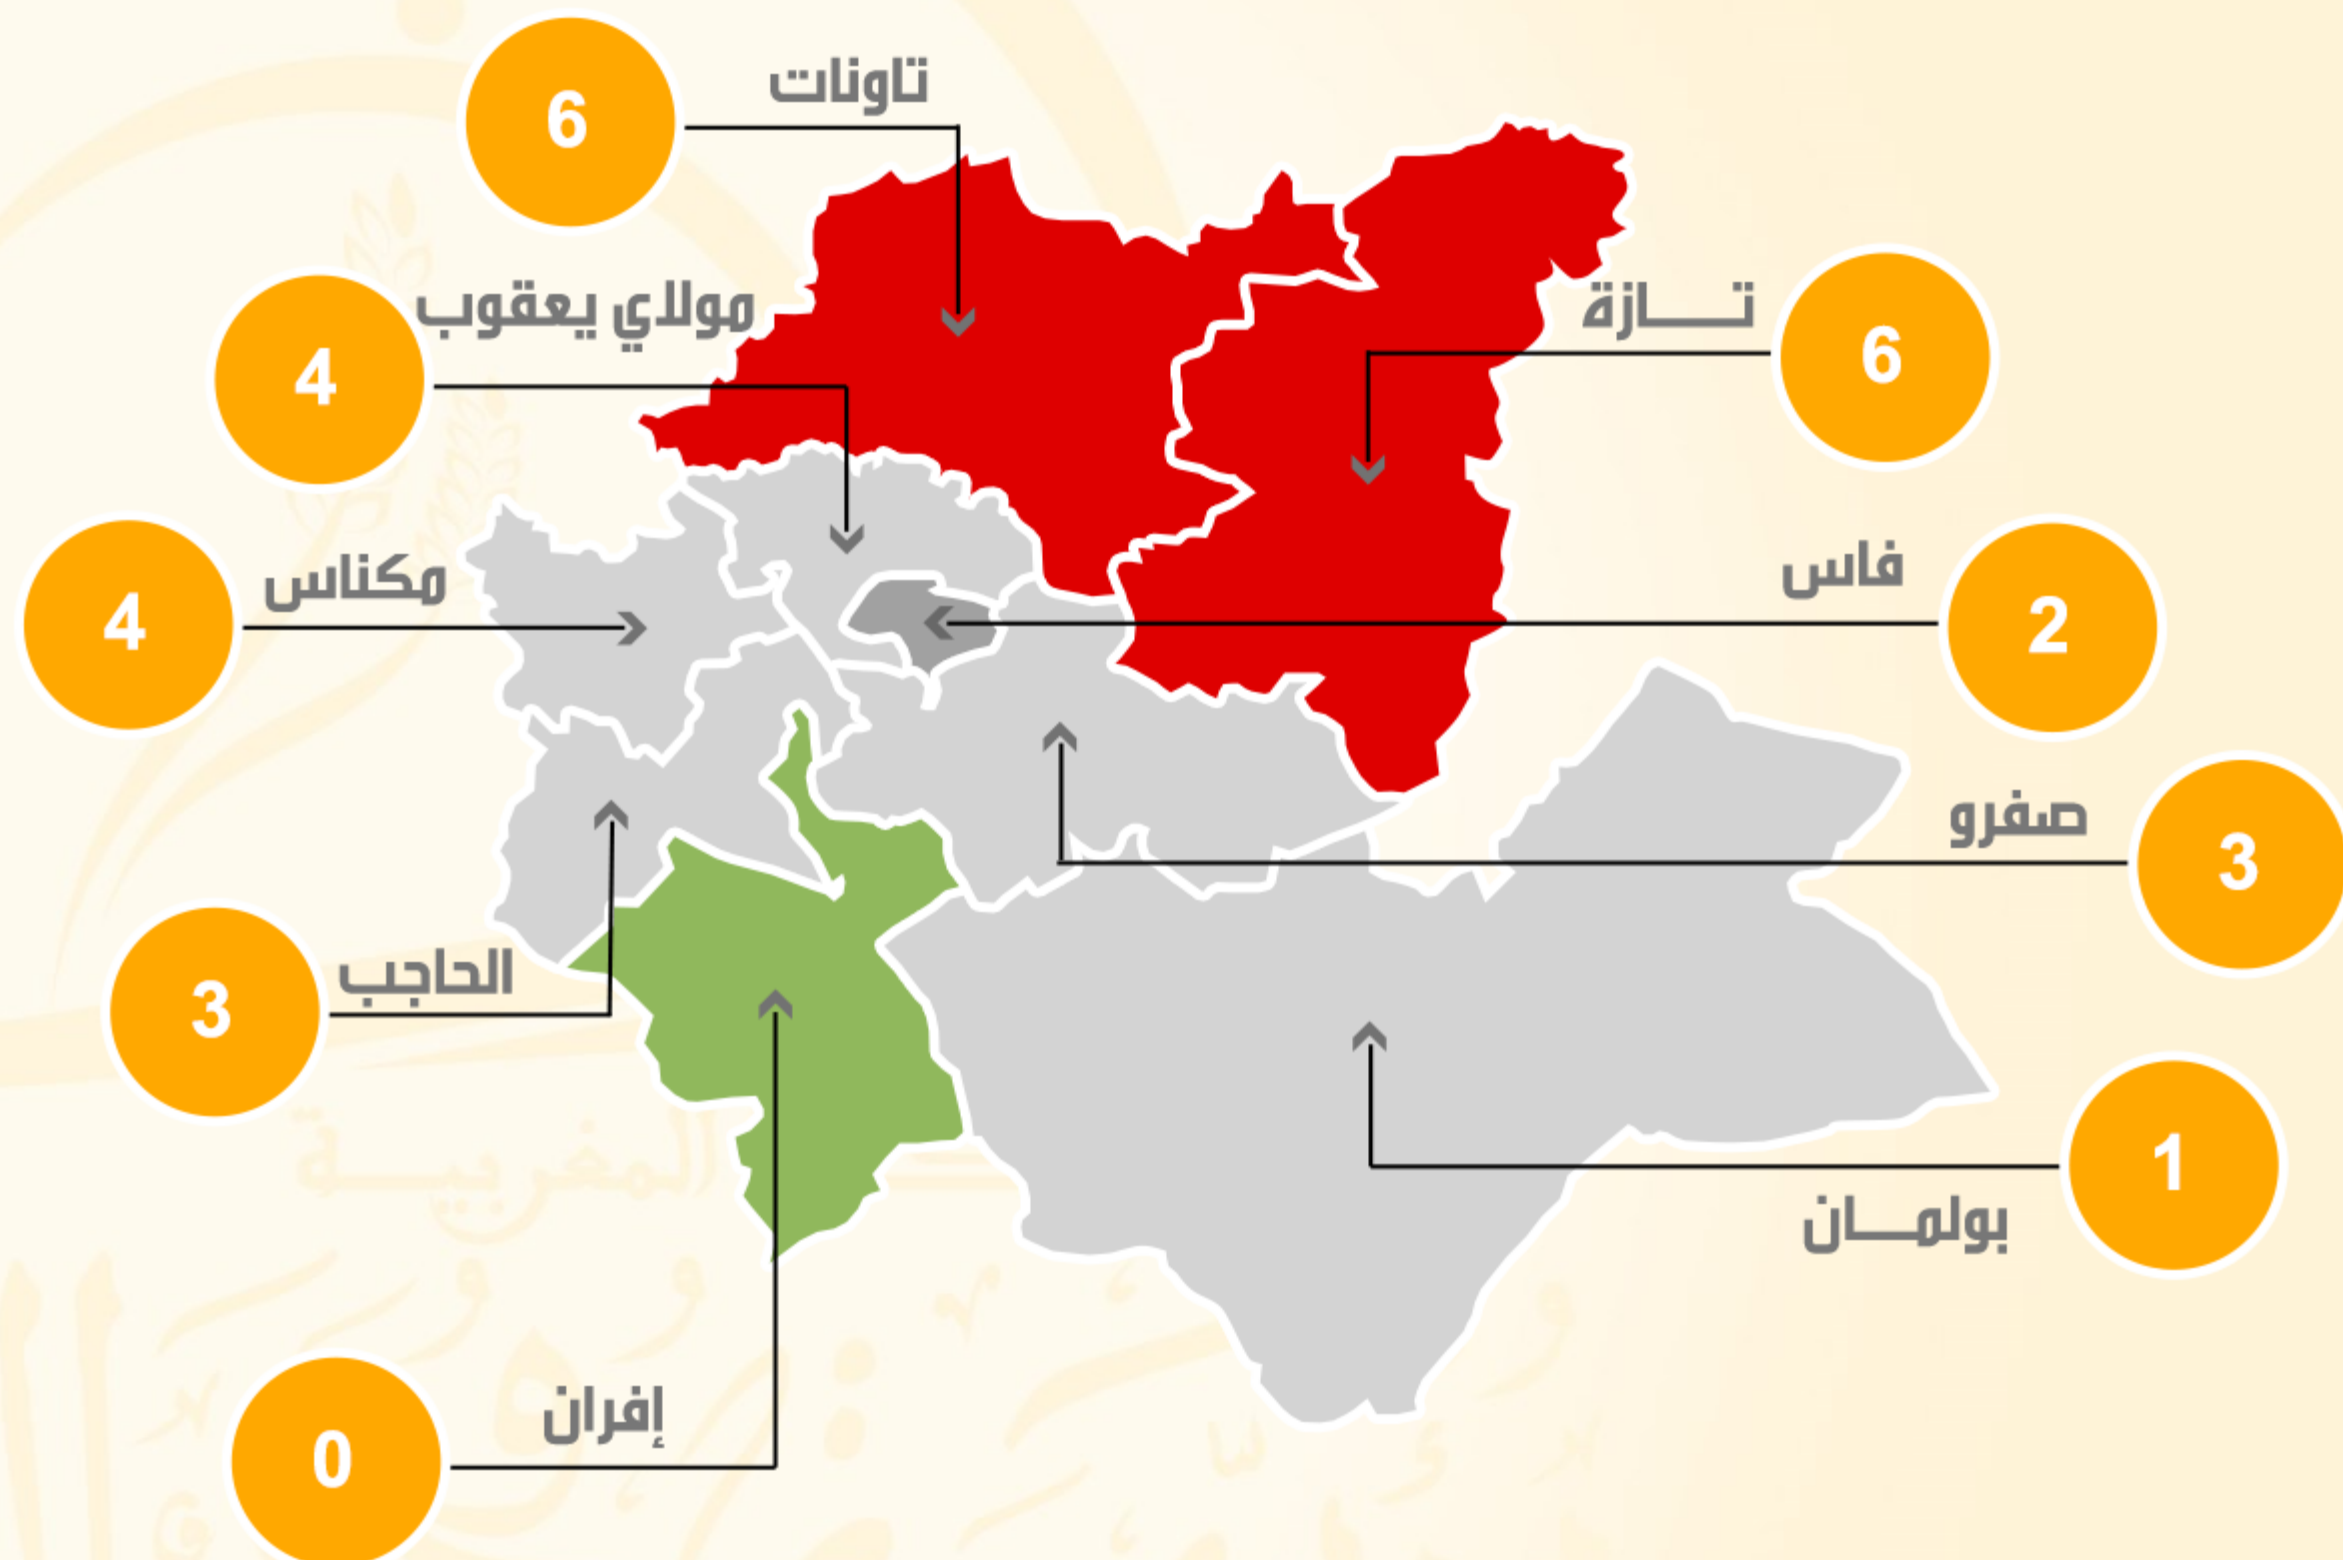 تاونات
6
تـــازة
6
مولاي يعقوب
4
فاس
2
مكناس
4
صفرو
3
الحاجب
3
بولمـــان
1
إفران
0
المغربيـــة